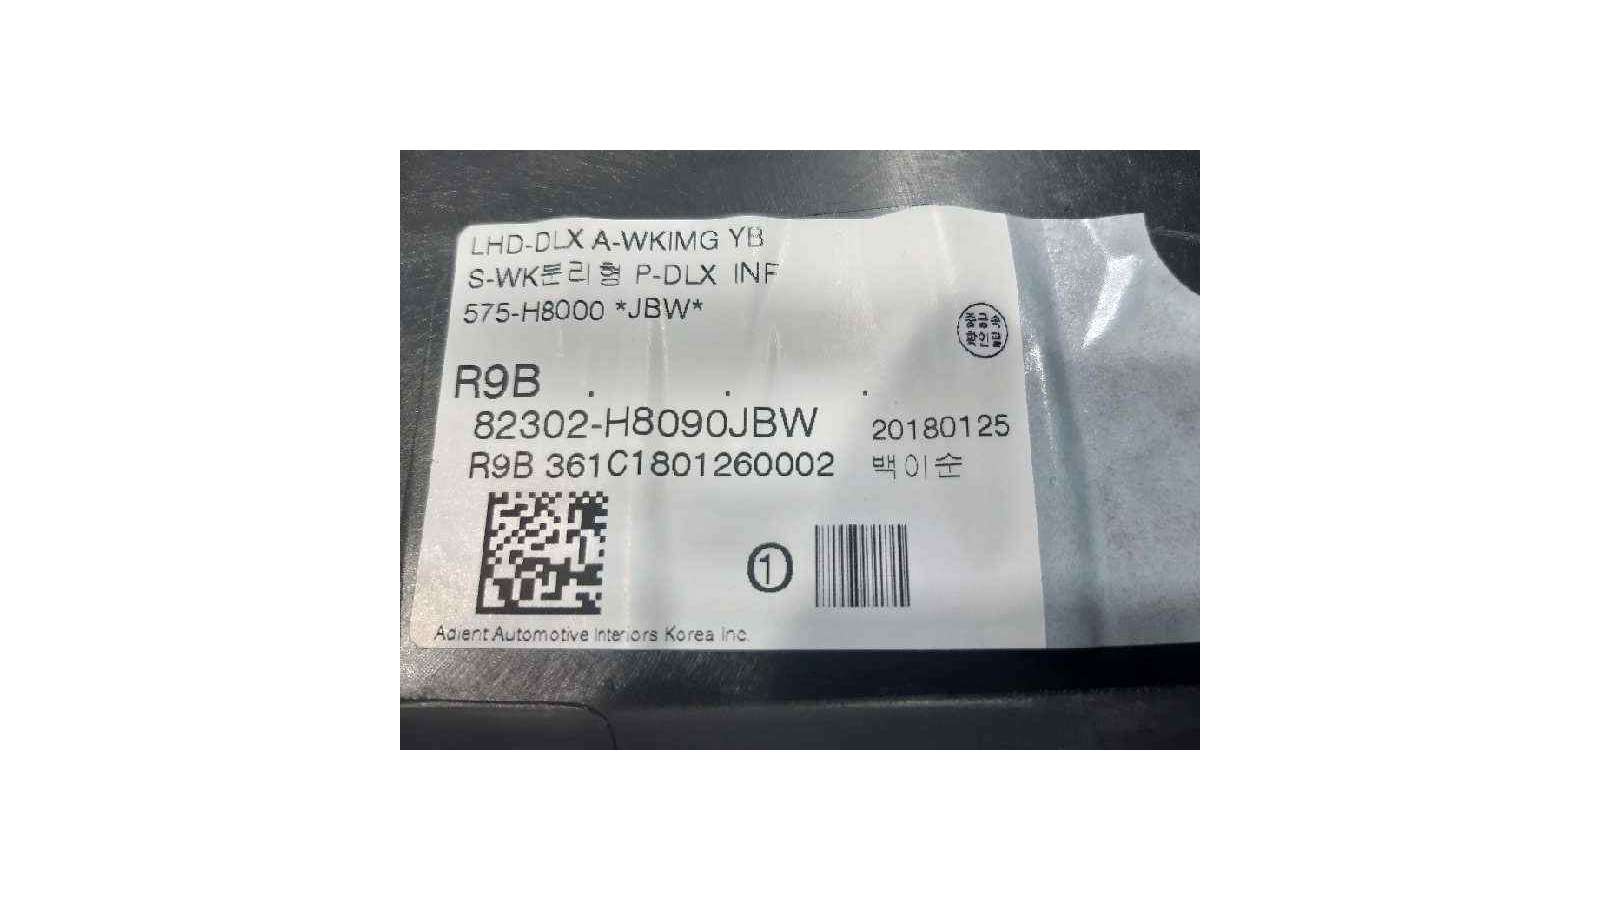 LHD-DLX A-WKIMG YB
S-WK분리형 P-DLX INF
575-H8000 *JBW*
R9B . . .
82302-H8090JBW 20180125
R9B 361C1801260002 백이순
1
Adient Automotive Interiors Korea Inc.